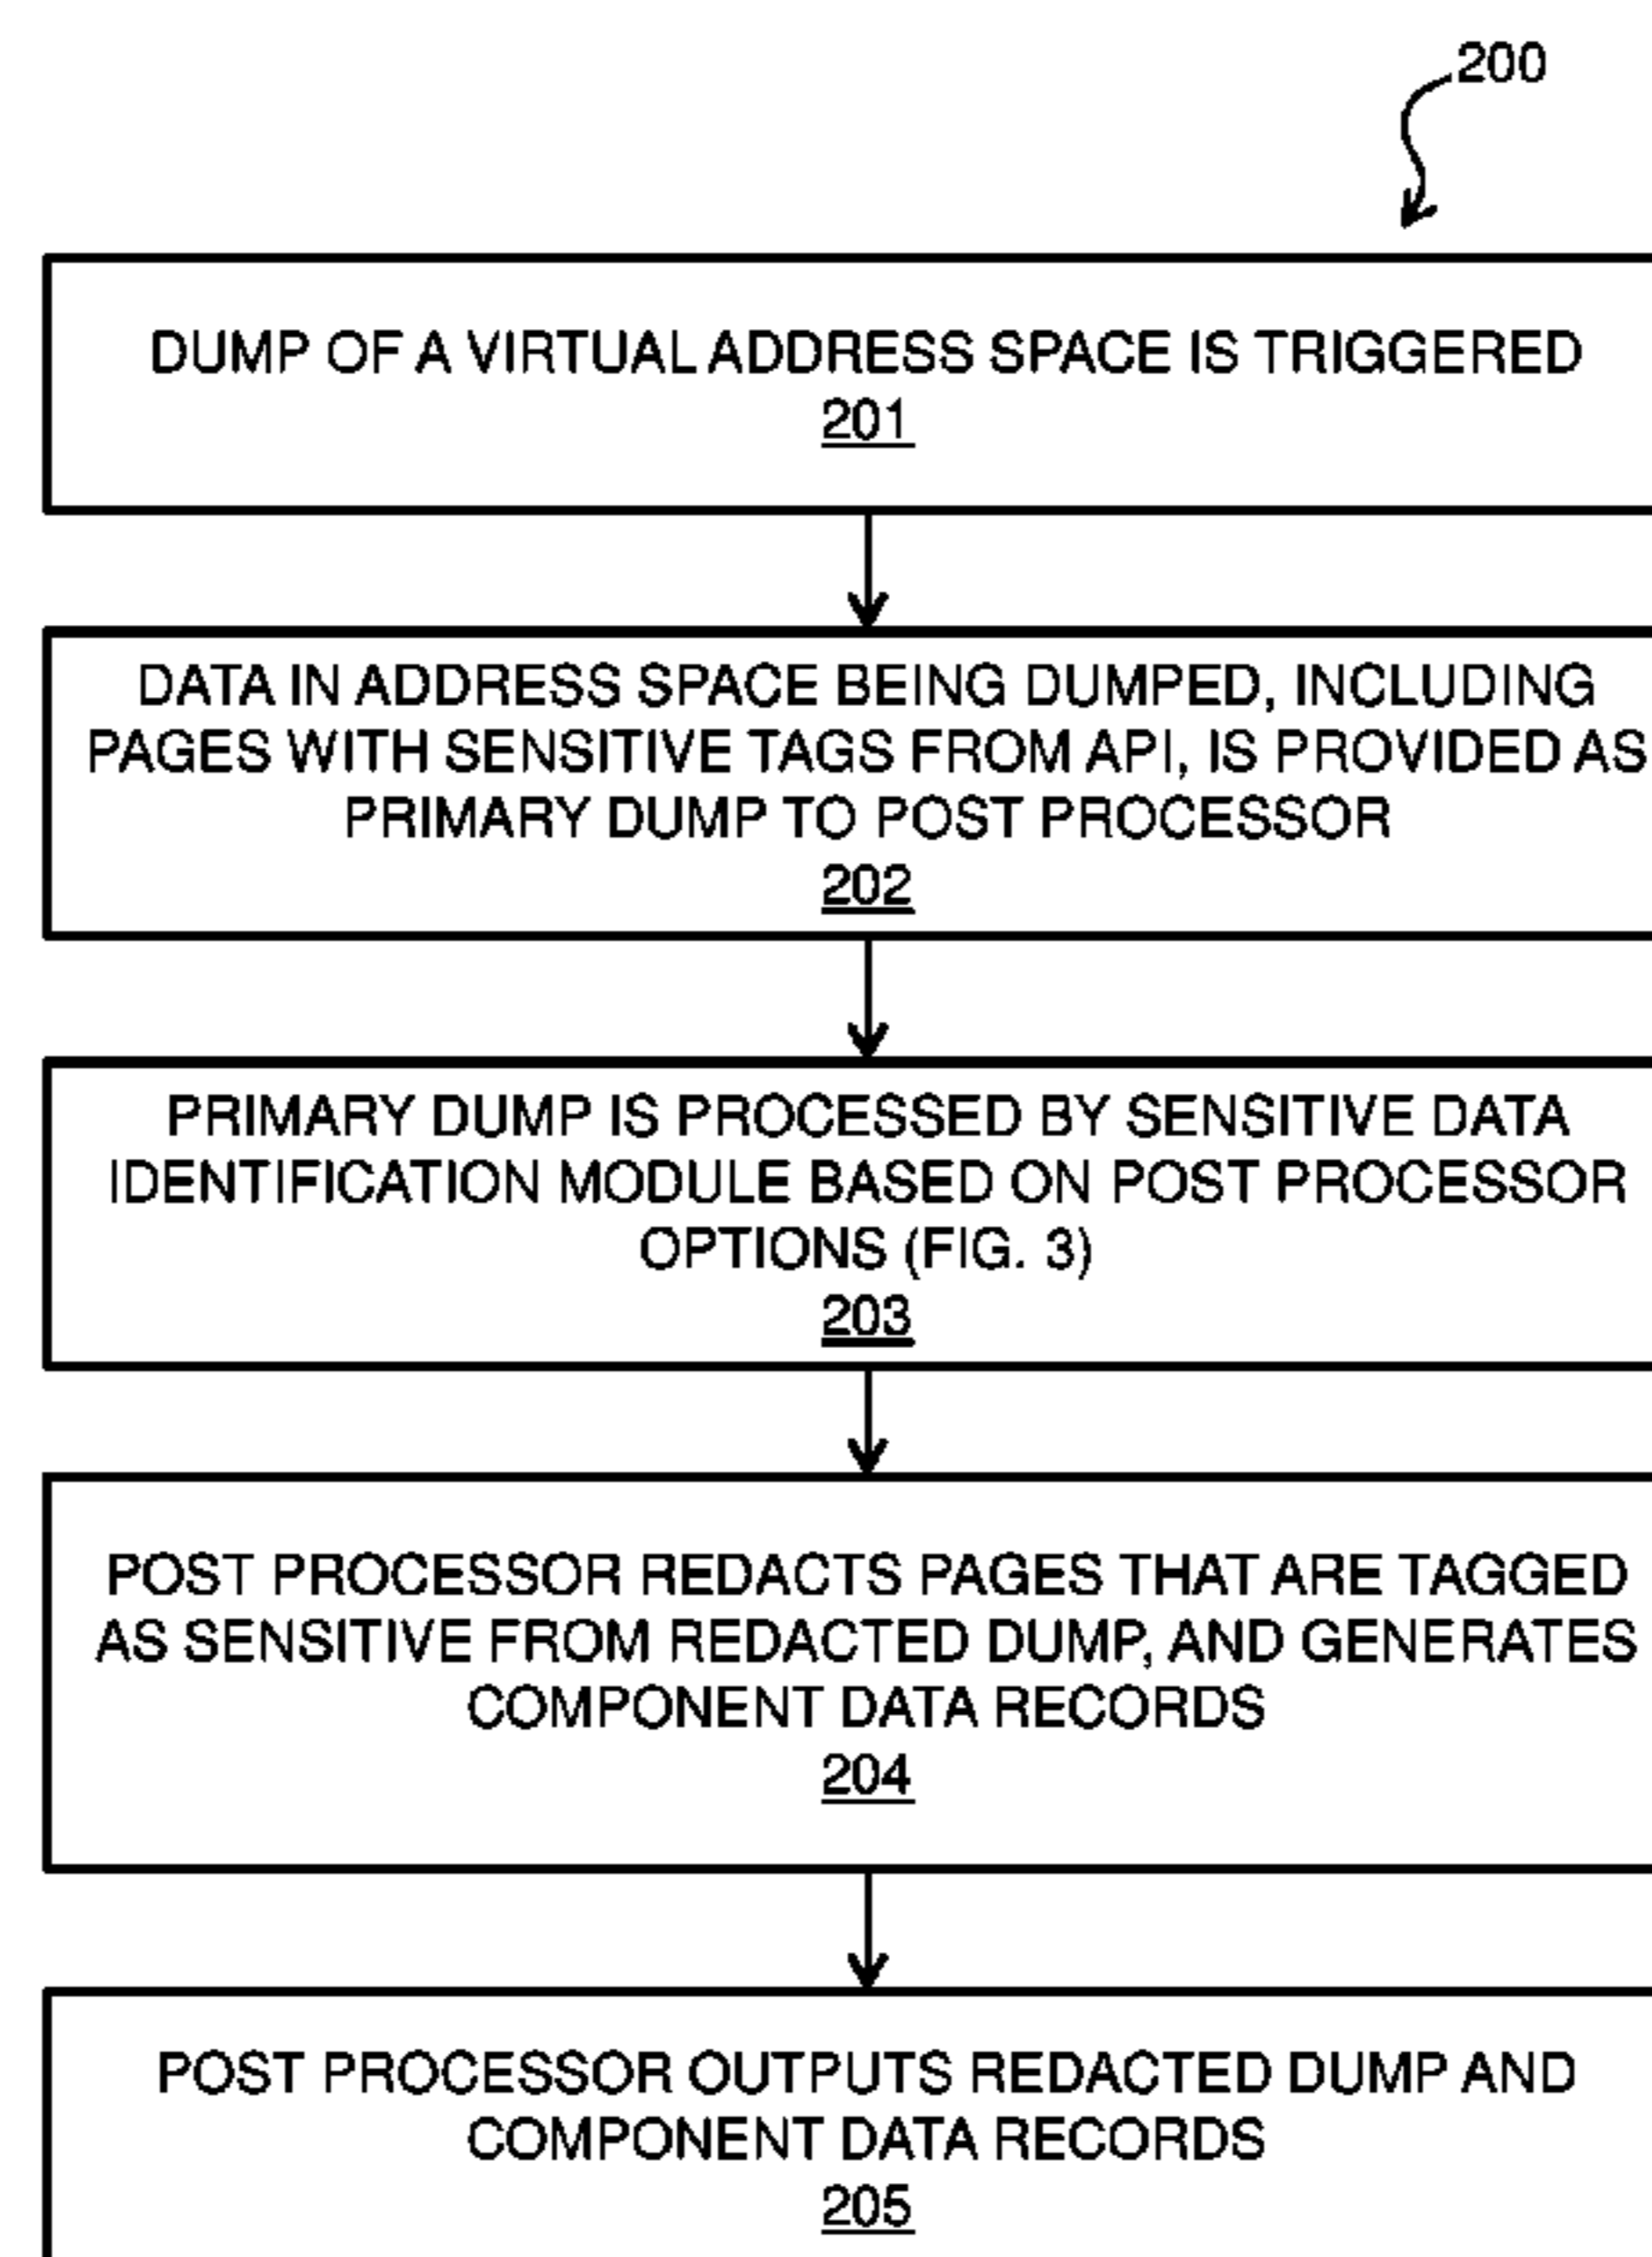 200
DUMP OF A VIRTUAL ADDRESS SPACE IS TRIGGERED
201
DATA IN ADDRESS SPACE BEING DUMPED, INCLUDING
PAGES WITH SENSITIVE TAGS FROM API, IS PROVIDED AS
PRIMARY DUMP TO POST PROCESSOR
202
PRIMARY DUMP IS PROCESSED BY SENSITIVE DATA
IDENTIFICATION MODULE BASED ON POST PROCESSOR
OPTIONS (FIG. 3)
203
POST PROCESSOR REDACTS PAGES THAT ARE TAGGED
AS SENSITIVE FROM REDACTED DUMP, AND GENERATES
COMPONENT DATA RECORDS
204
POST PROCESSOR OUTPUTS REDACTED DUMP AND
COMPONENT DATA RECORDS
205